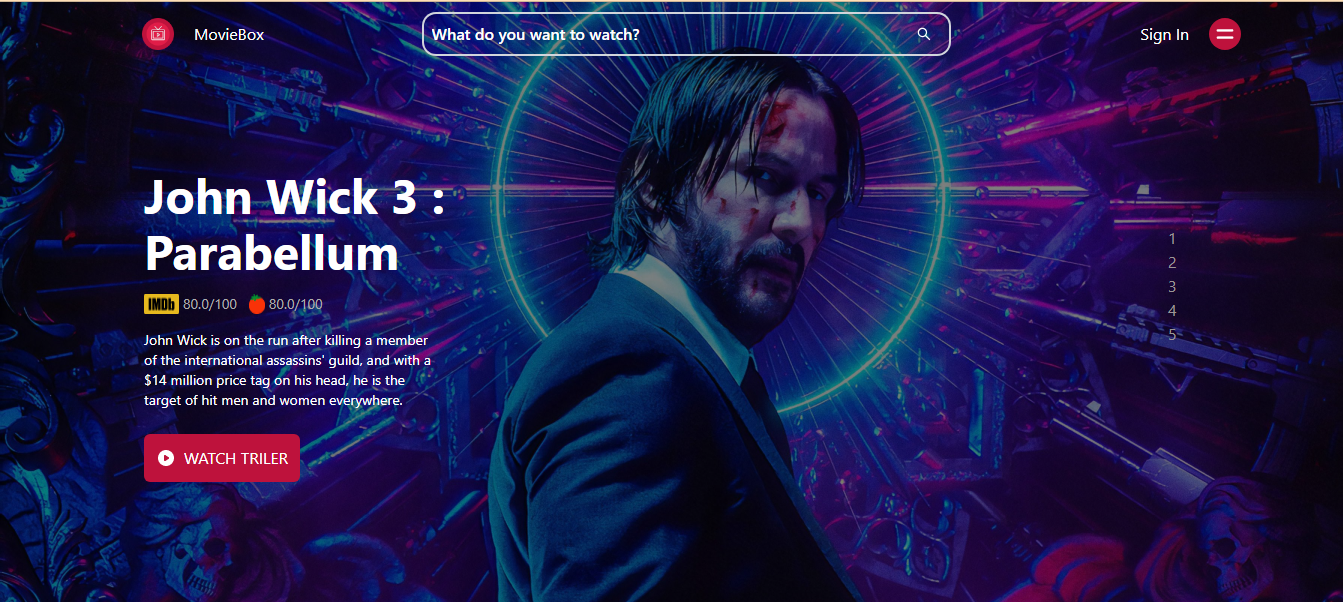 MovieBox
What do you want to watch?
Sign In
John Wick 3 :
Parabellum
IMDb 80.0/100 80.0/100
John Wick is on the run after killing a member
of the international assassins' guild, and with a
$14 million price tag on his head, he is the
target of hit men and women everywhere.
WATCH TRILER
1
2
3
4
5